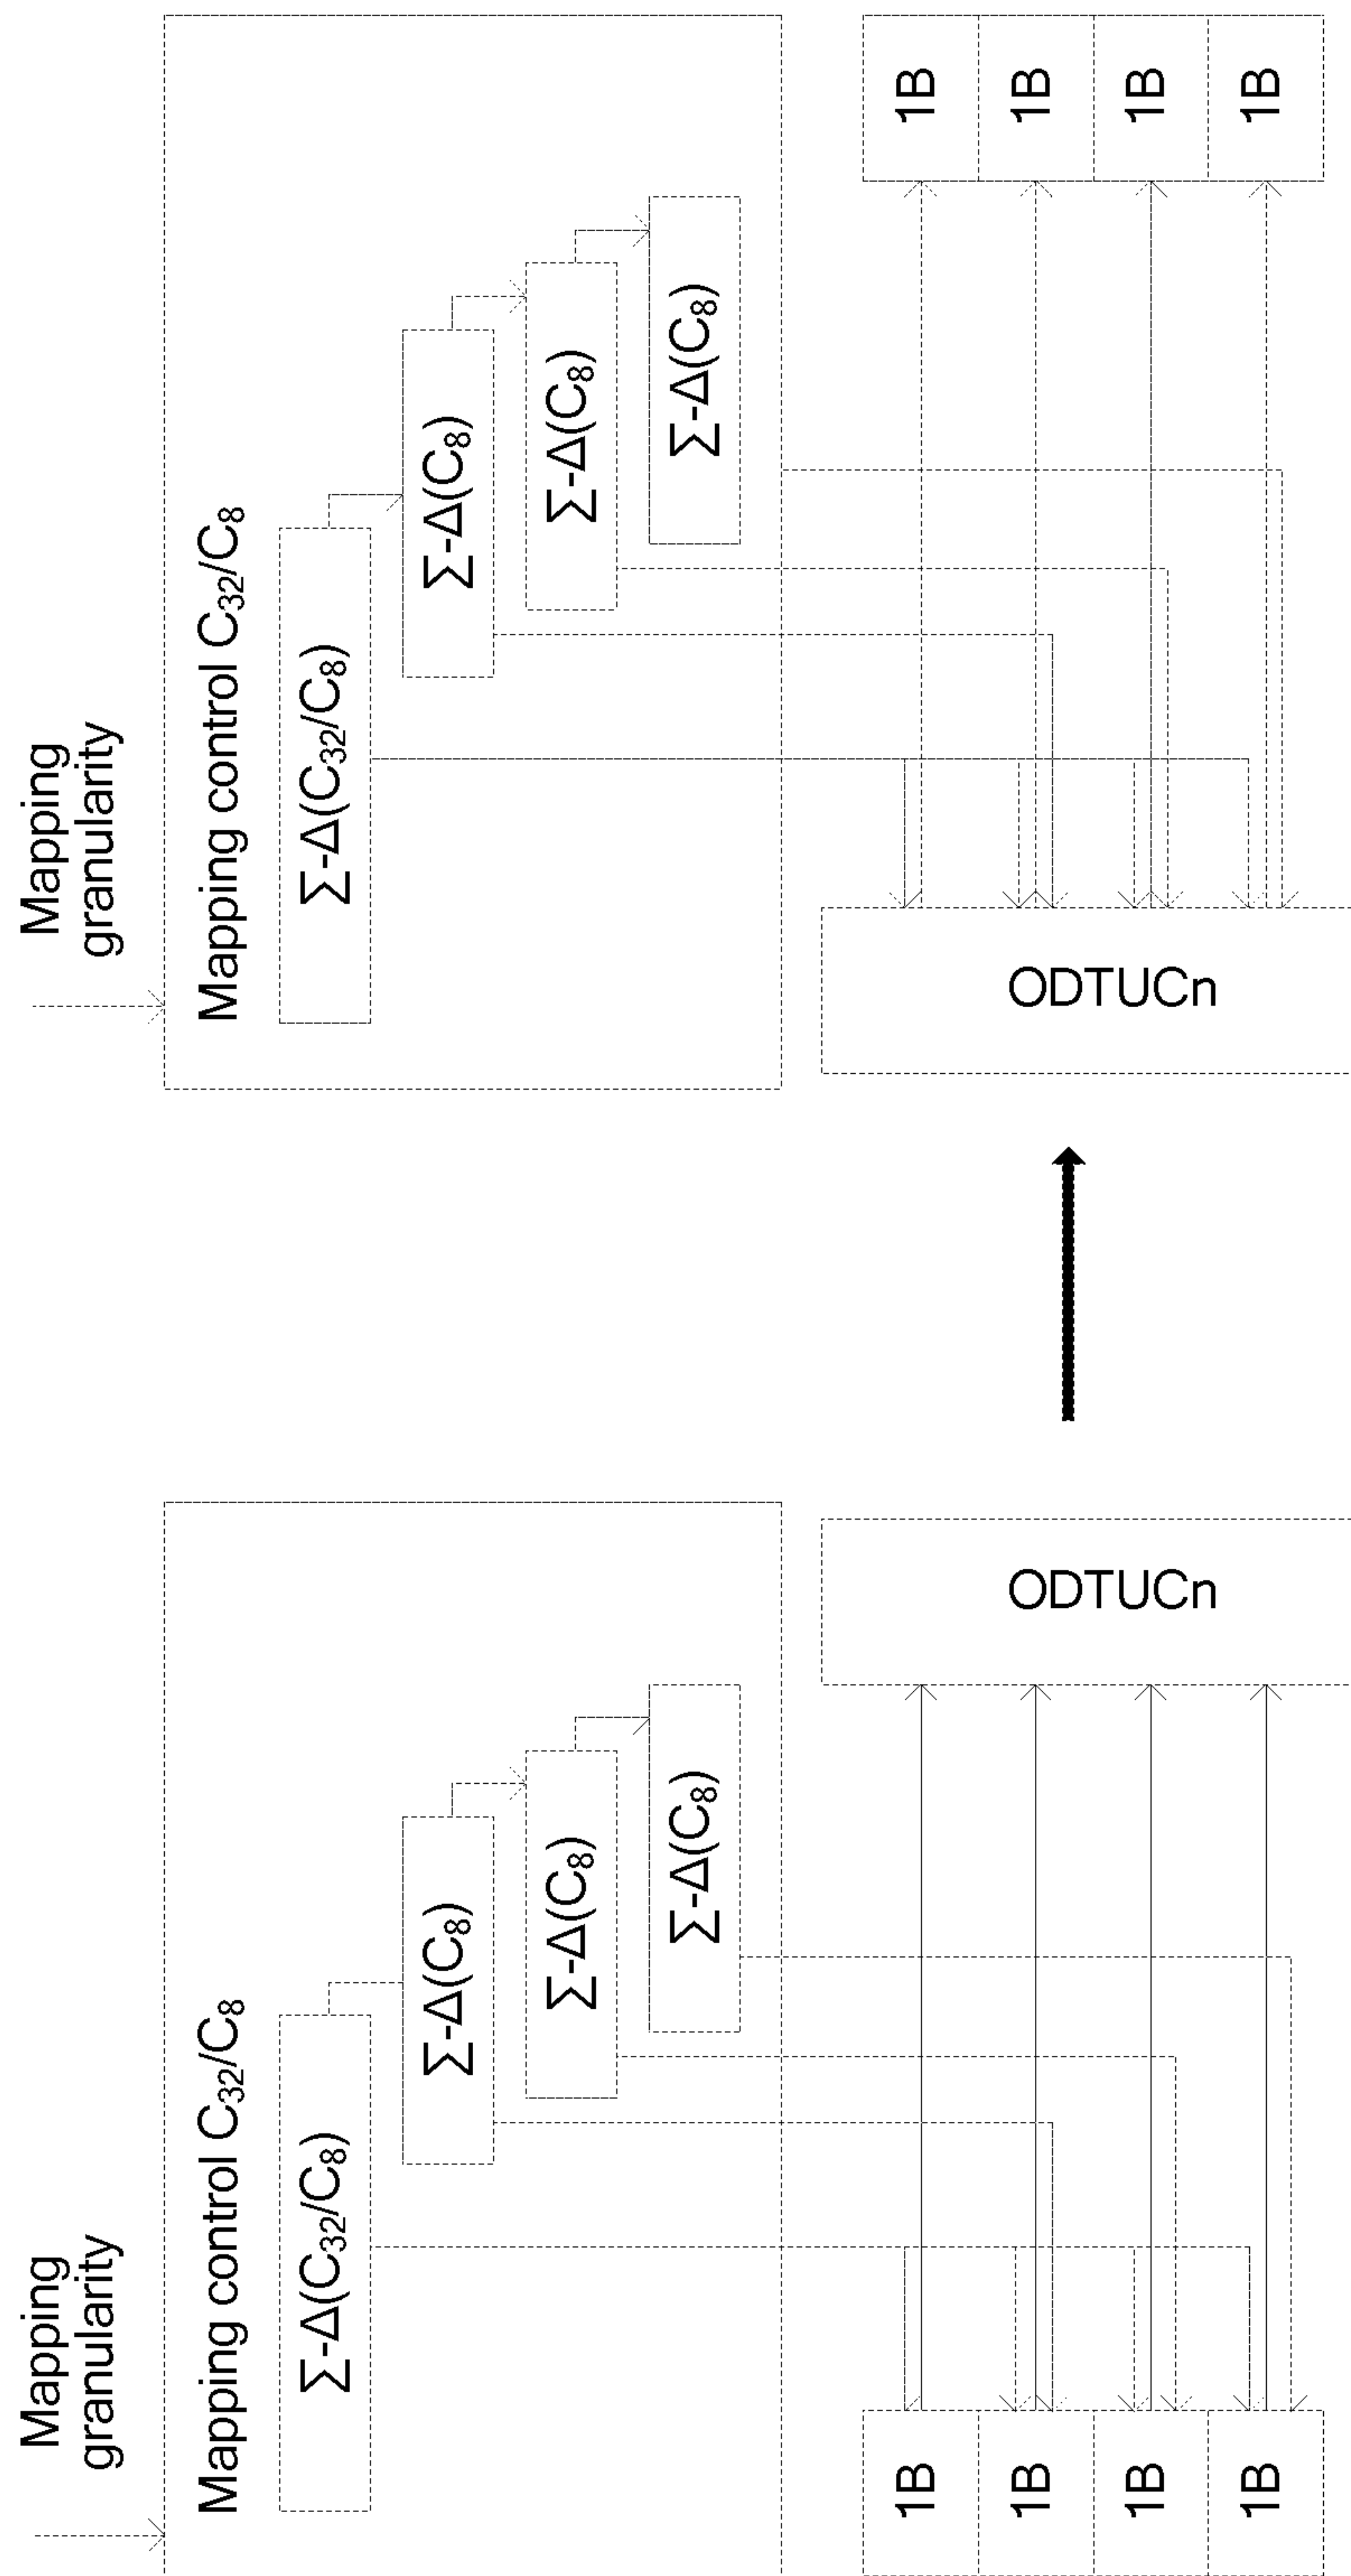 Mapping
granularity
Mapping control C₃₂/C₈
∑-Δ(C₃₂/C₈)
∑-Δ(C₈)
∑-Δ(C₈)
∑-Δ(C₈)
1B
1B
1B
1B
ODTUCn
Mapping
granularity
Mapping control C₃₂/C₈
∑-Δ(C₃₂/C₈)
∑-Δ(C₈)
∑-Δ(C₈)
∑-Δ(C₈)
ODTUCn
1B
1B
1B
1B